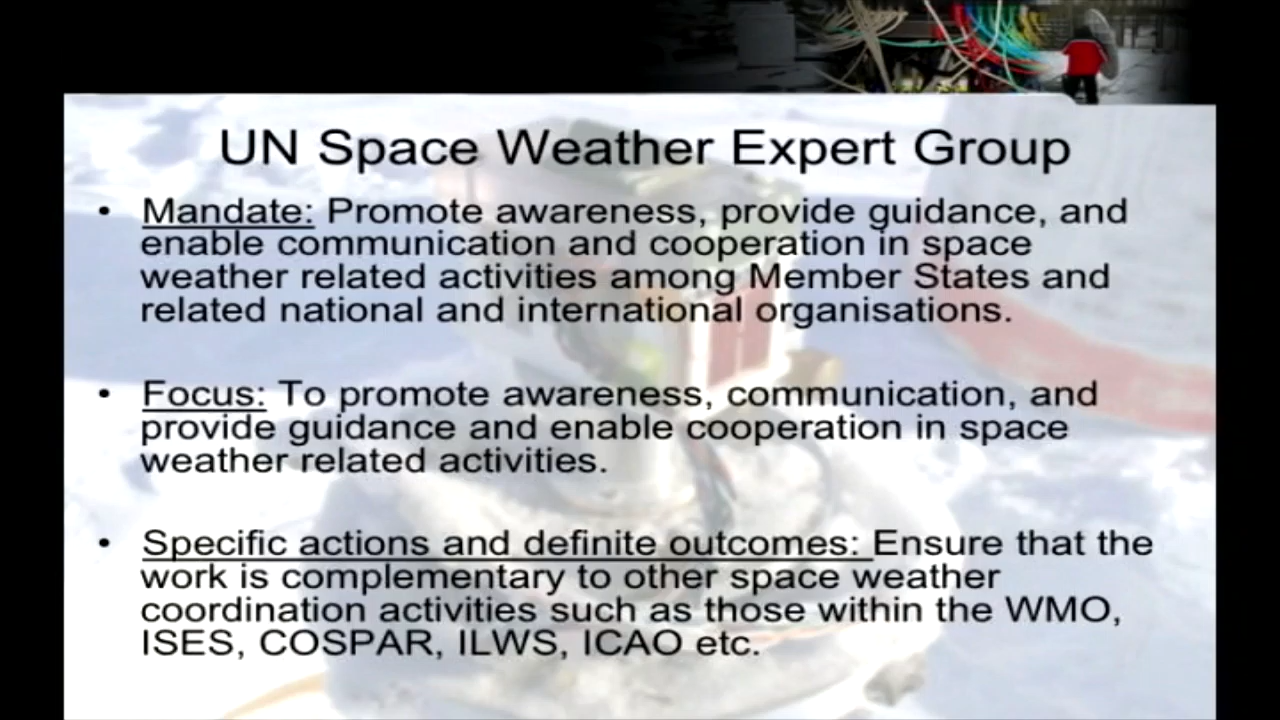 UN Space Weather Expert Group
• Mandate: Promote awareness, provide guidance, and
enable communication and cooperation in space
weather related activities among Member States and
related national and international organisations.
• Focus: To promote awareness, communication, and
provide guidance and enable cooperation in space
weather related activities.
• Specific actions and definite outcomes: Ensure that the
work is complementary to other space weather
coordination activities such as those within the WMO,
ISES, COSPAR, ILWS, ICAO etc.